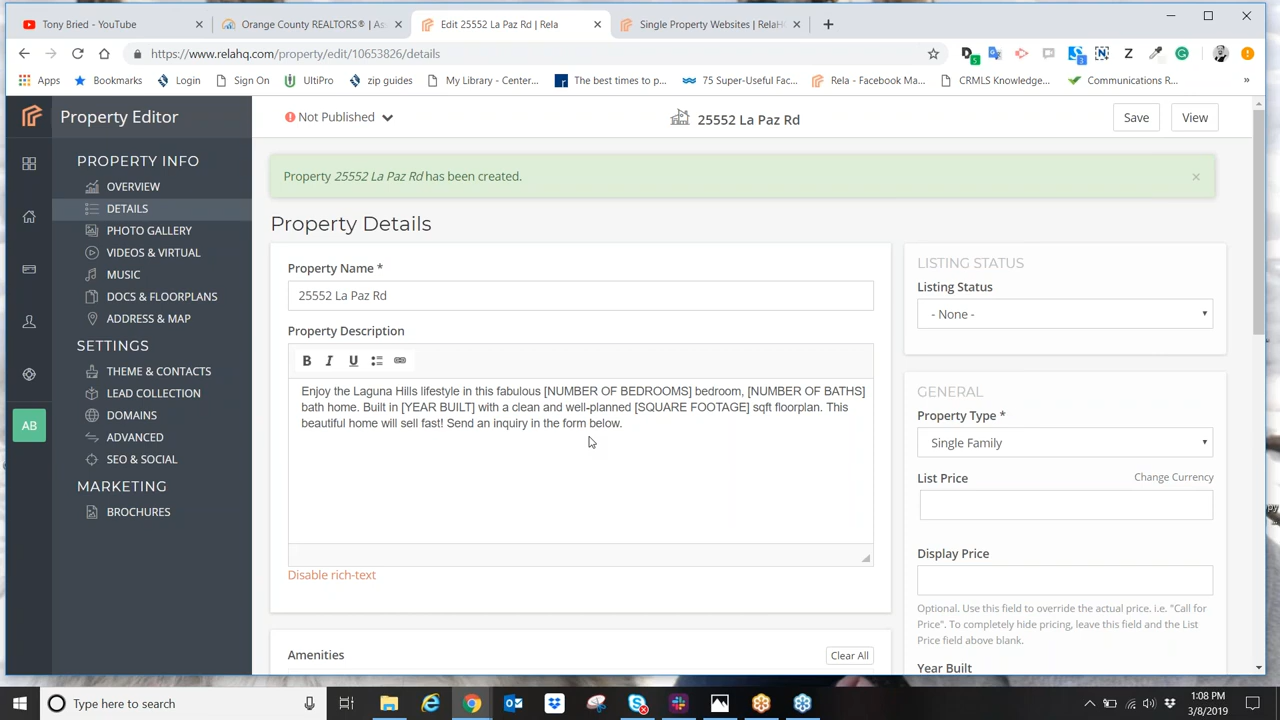 Tony Bried - YouTube
Orange County REALTORS® | As
Edit 25552 La Paz Rd | Rela
Single Property Websites | RelaH
https://www.relahq.com/property/edit/10653826/details
Apps
Bookmarks
Login
Sign On
UltiPro
zip guides
My Library - Center...
The best times to p...
75 Super-Useful Fac...
Rela - Facebook Ma...
CRMLS Knowledge...
Communications R...
»
Property Editor
Not Published
25552 La Paz Rd
Save
View
PROPERTY INFO
OVERVIEW
DETAILS
PHOTO GALLERY
VIDEOS & VIRTUAL
MUSIC
DOCS & FLOORPLANS
ADDRESS & MAP
SETTINGS
THEME & CONTACTS
LEAD COLLECTION
DOMAINS
ADVANCED
SEO & SOCIAL
MARKETING
BROCHURES
AB
Property 25552 La Paz Rd has been created.
×
Property Details
Property Name *
25552 La Paz Rd
Property Description
B I U
Enjoy the Laguna Hills lifestyle in this fabulous [NUMBER OF BEDROOMS] bedroom, [NUMBER OF BATHS]
bath home. Built in [YEAR BUILT] with a clean and well-planned [SQUARE FOOTAGE] sqft floorplan. This
beautiful home will sell fast! Send an inquiry in the form below.
Disable rich-text
Amenities
Clear All
LISTING STATUS
Listing Status
- None -
GENERAL
Property Type *
Single Family
List Price
Change Currency
Display Price
Optional. Use this field to override the actual price. i.e. "Call for
Price". To completely hide pricing, leave this field and the List
Price field above blank.
Year Built
Type here to search
1:08 PM
3/8/2019